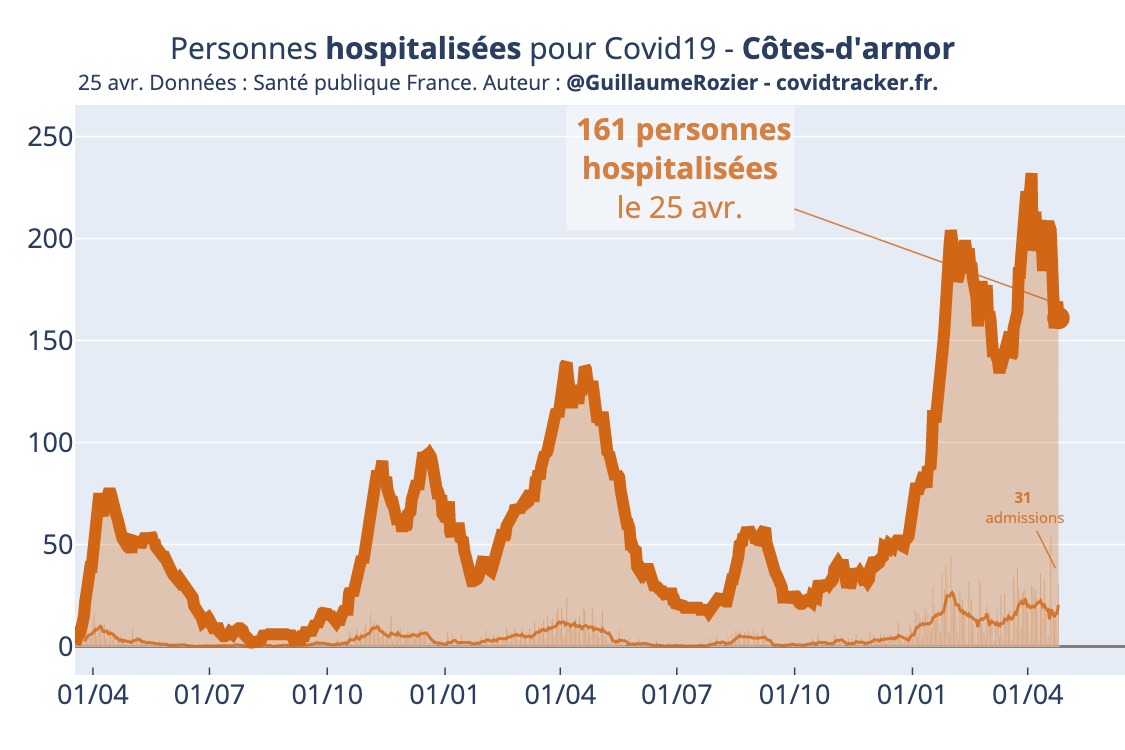 Personnes hospitalisées pour Covid19 - Côtes-d'armor
25 avr. Données : Santé publique France. Auteur : @GuillaumeRozier - covidtracker.fr.
161 personnes
hospitalisées
le 25 avr.
250
200
150
100
50
0
31
admissions
01/04
01/07
01/10
01/01
01/04
01/07
01/10
01/01
01/04